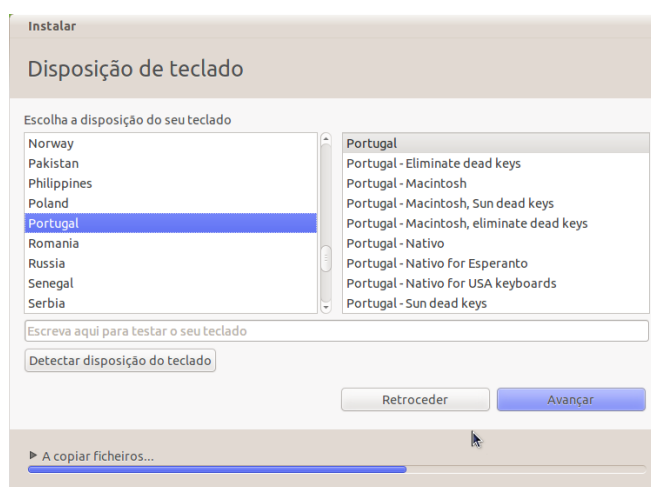 Instalar
Disposição de teclado
Escolha a disposição do seu teclado
Norway
Pakistan
Philippines
Poland
Portugal
Romania
Russia
Senegal
Serbia
Portugal
Portugal - Eliminate dead keys
Portugal - Macintosh
Portugal - Macintosh, Sun dead keys
Portugal - Macintosh, eliminate dead keys
Portugal - Nativo
Portugal - Nativo for Esperanto
Portugal - Nativo for USA keyboards
Portugal - Sun dead keys
Escreva aqui para testar o seu teclado
Detectar disposição do teclado
Retroceder
Avançar
A copiar ficheiros...